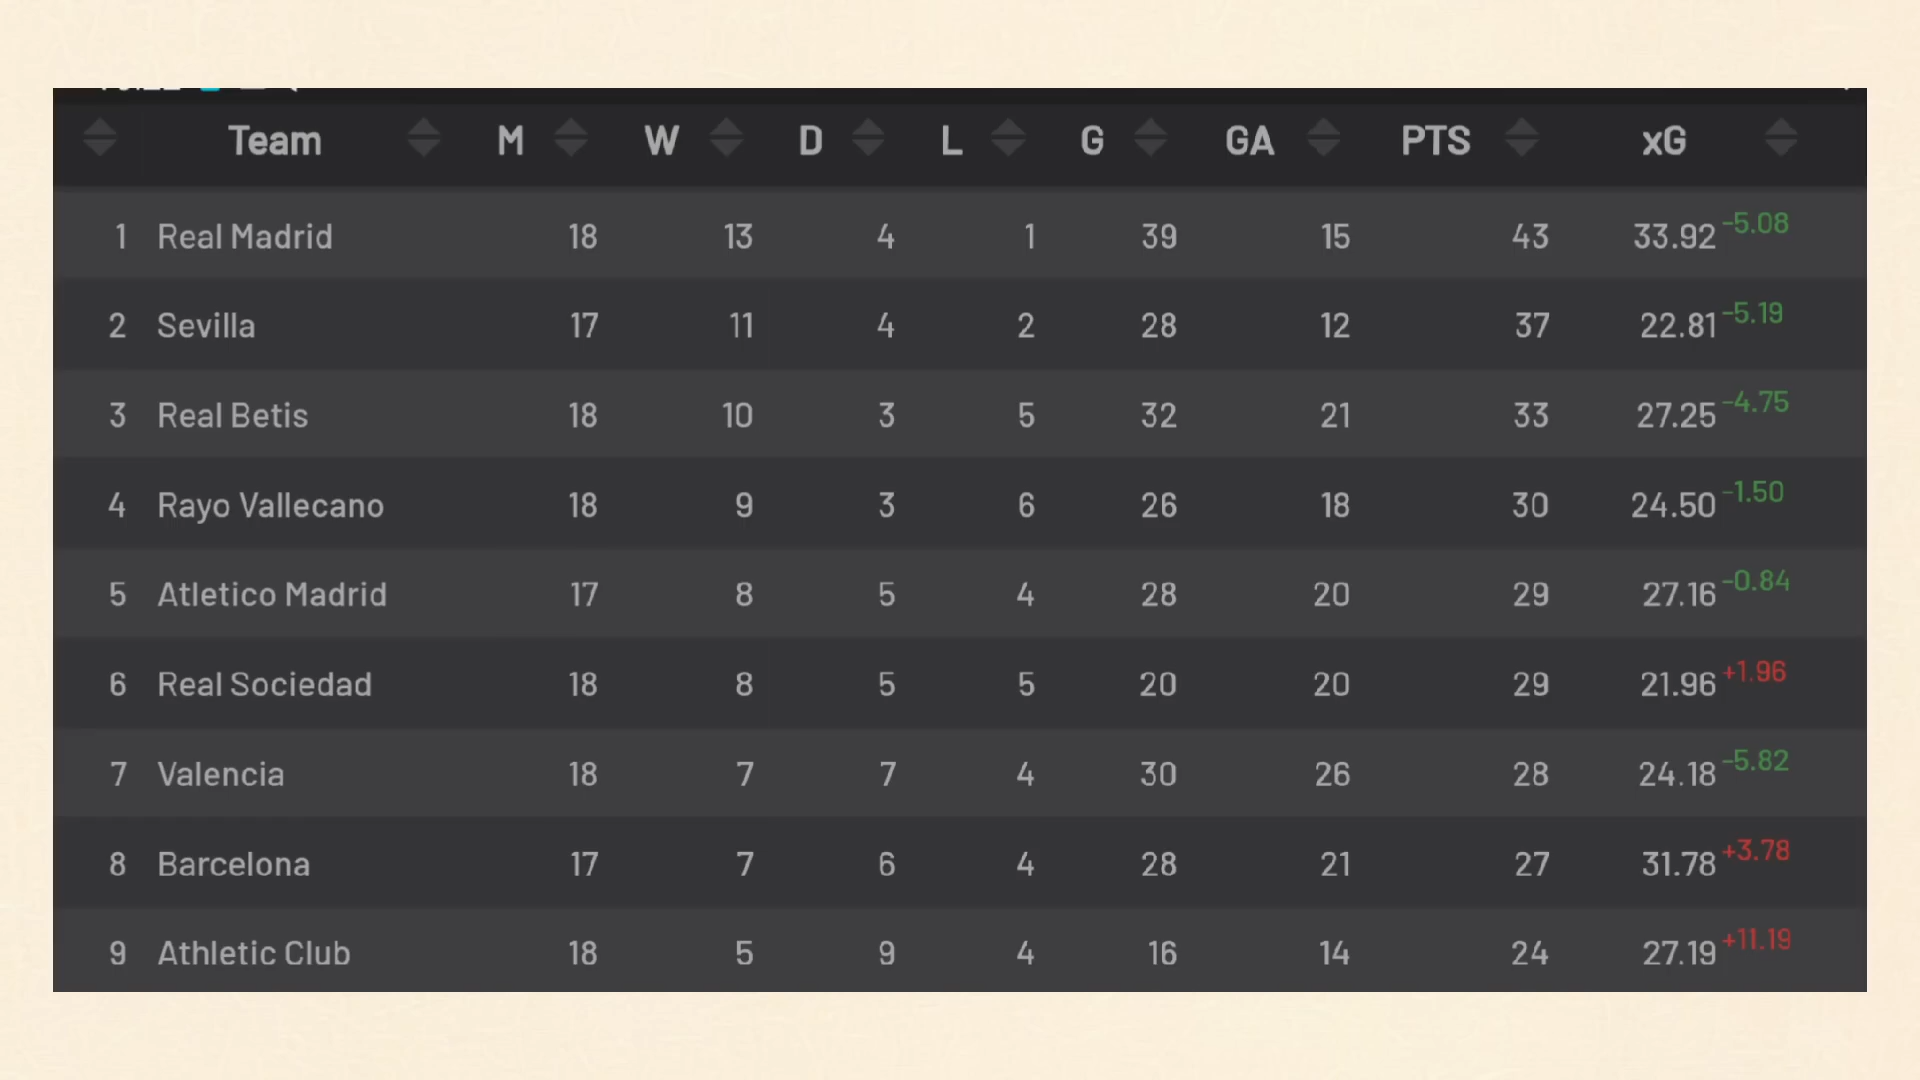 Team M W D L G GA PTS xG
1 Real Madrid 18 13 4 1 39 15 43 33.92 -5.08
2 Sevilla 17 11 4 2 28 12 37 22.81 -5.19
3 Real Betis 18 10 3 5 32 21 33 27.25 -4.75
4 Rayo Vallecano 18 9 3 6 26 18 30 24.50 -1.50
5 Atletico Madrid 17 8 5 4 28 20 29 27.16 -0.84
6 Real Sociedad 18 8 5 5 20 20 29 21.96 +1.96
7 Valencia 18 7 7 4 30 26 28 24.18 -5.82
8 Barcelona 17 7 6 4 28 21 27 31.78 +3.78
9 Athletic Club 18 5 9 4 16 14 24 27.19 +11.19